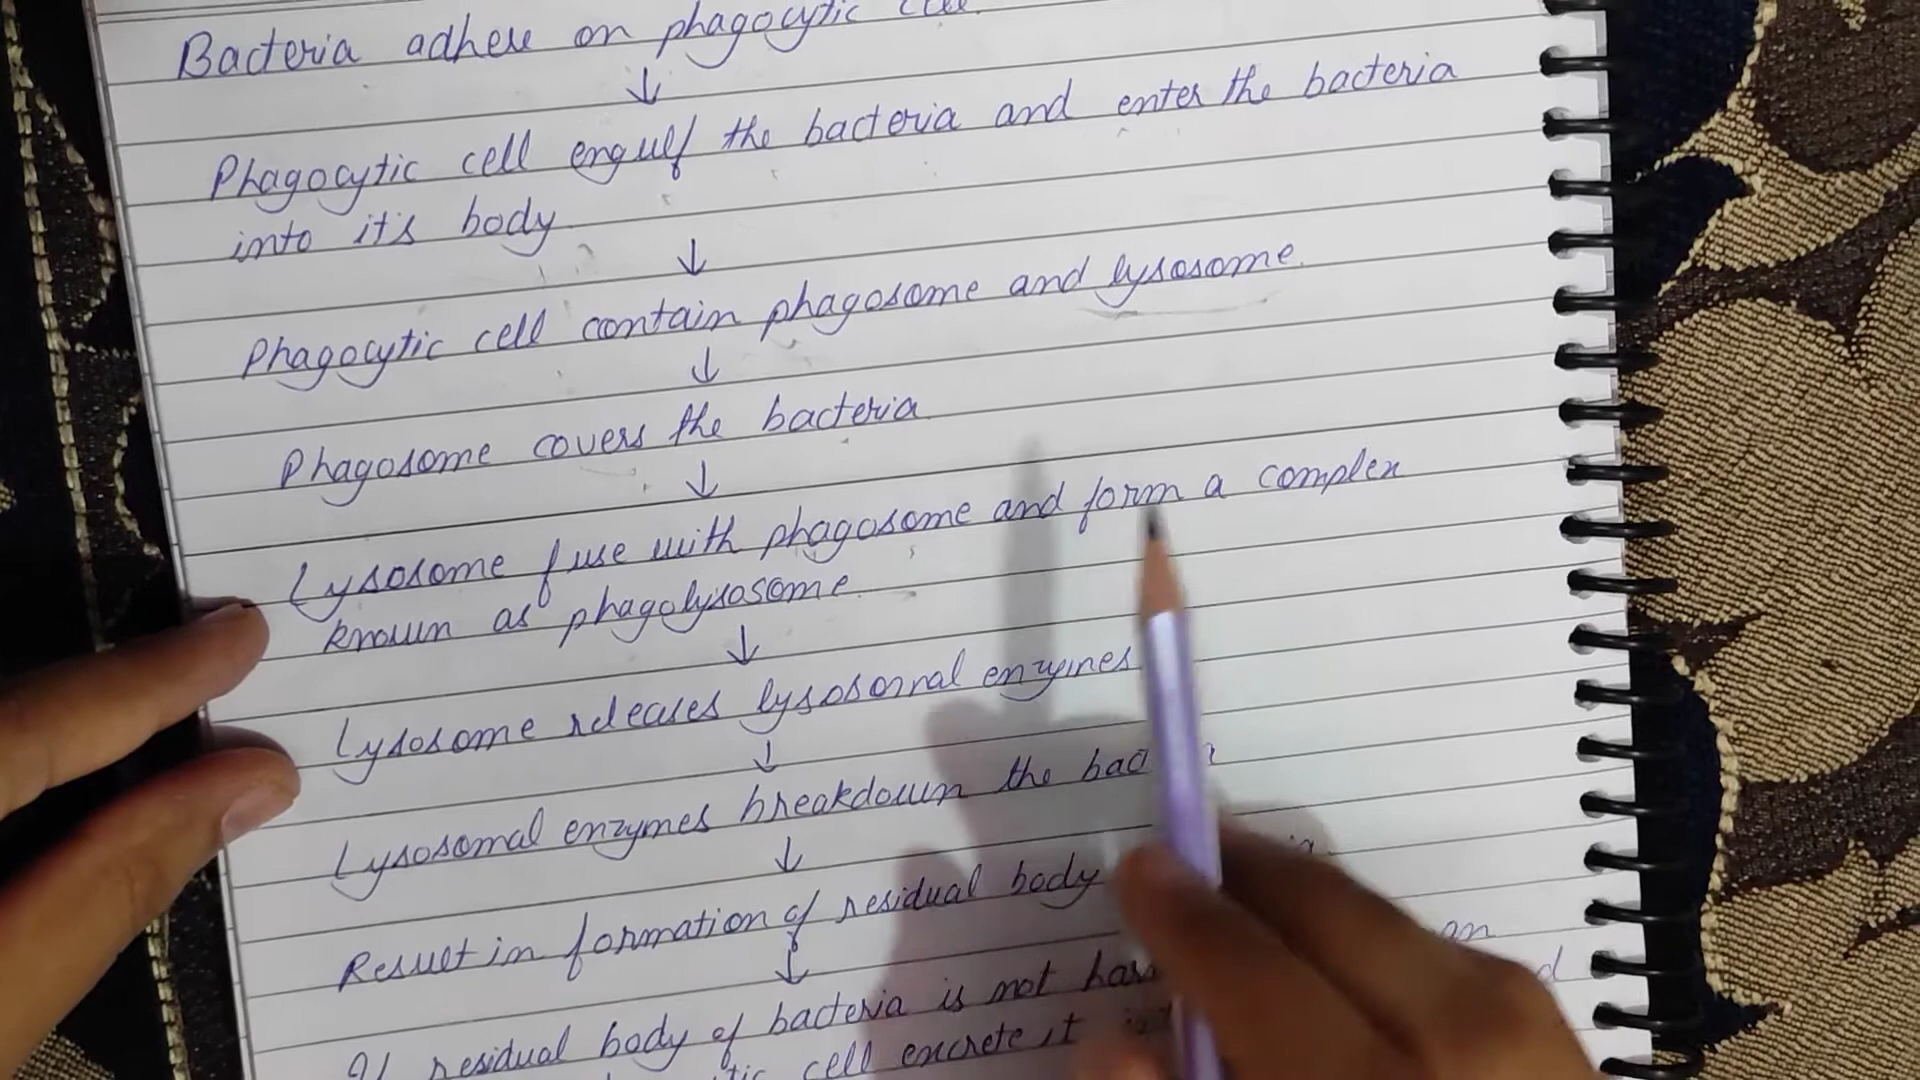 Bacteria adhere on phagocytic cell
↓
Phagocytic cell engulf the bacteria and enter the bacteria
into it's body
↓
Phagocytic cell contain phagosome and lysosome.
↓
Phagosome covers the bacteria
↓
Lysosome fuse with phagosome and form a complex
known as phagolysosome.
↓
Lysosome releases lysosomal enzymes
↓
Lysosomal enzymes breakdown the
↓
Result in formation of residual body
↓
If residual body of bacteria is not
cell excrete it